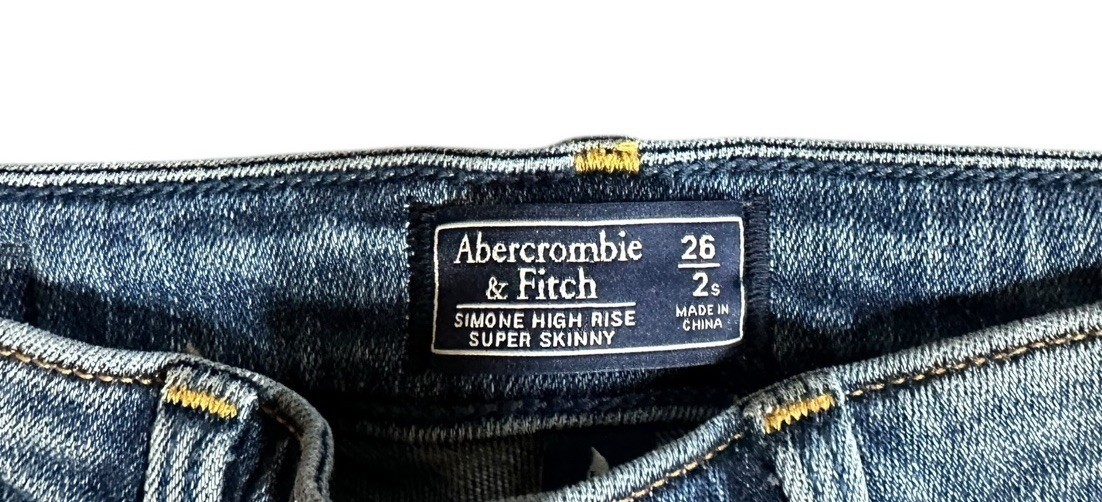 Abercrombie
& Fitch
SIMONE HIGH RISE
SUPER SKINNY
26
2s
MADE IN
CHINA